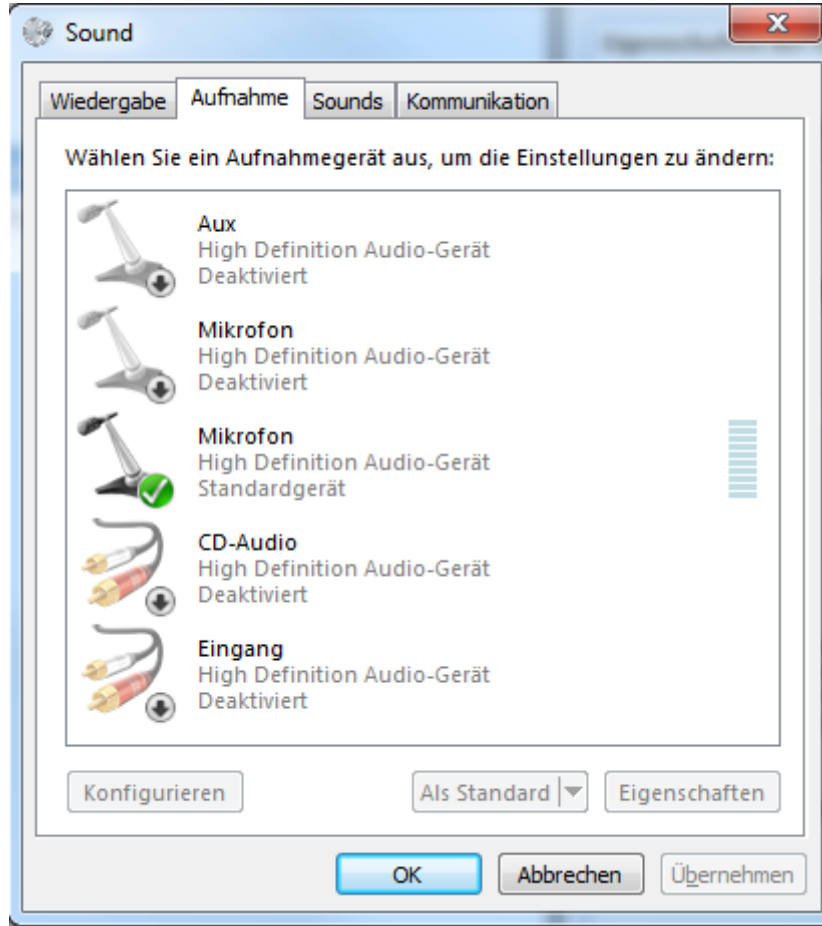 Sound
Wiedergabe Aufnahme Sounds Kommunikation
Wählen Sie ein Aufnahmegerät aus, um die Einstellungen zu ändern:
Aux
High Definition Audio-Gerät
Deaktiviert
Mikrofon
High Definition Audio-Gerät
Deaktiviert
Mikrofon
High Definition Audio-Gerät
Standardgerät
CD-Audio
High Definition Audio-Gerät
Deaktiviert
Eingang
High Definition Audio-Gerät
Deaktiviert
Konfigurieren Als Standard Eigenschaften
OK Abbrechen Übernehmen